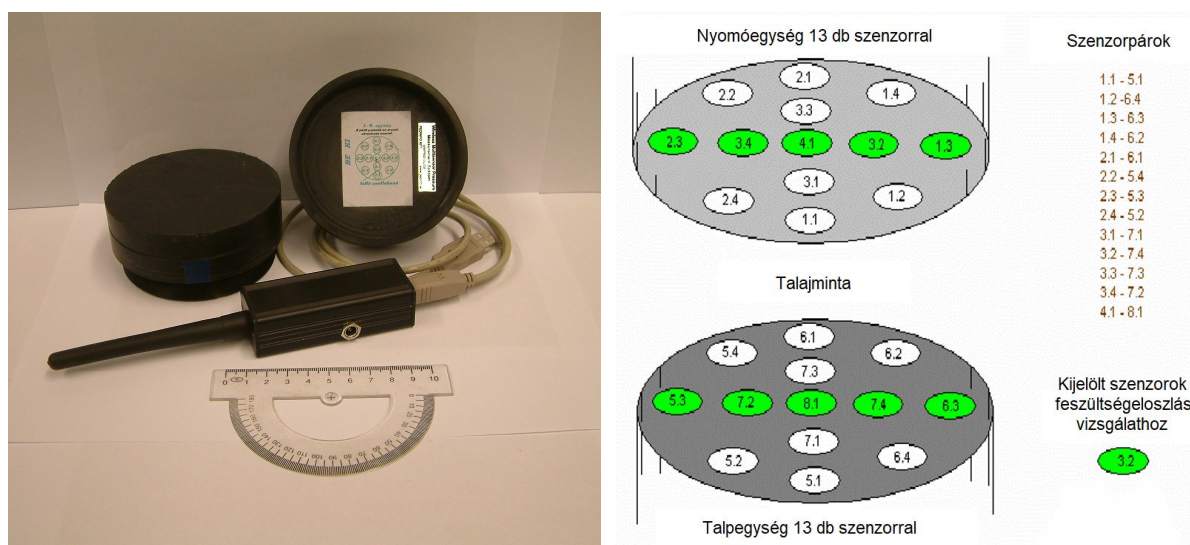 0 1 2 3 4 5 6 7 8 9 10
Nyomóegység 13 db szenzorral
2.1
2.2
1.4
3.3
2.3
3.4
4.1
3.2
1.3
3.1
2.4
1.2
1.1
Talajminta
6.1
5.4
6.2
7.3
5.3
7.2
8.1
7.4
6.3
7.1
5.2
6.4
5.1
Talpegység 13 db szenzorral
Szenzorpárok
1.1 - 5.1
1.2 -6.4
1.3 - 6.3
1.4 - 6.2
2.1 - 6.1
2.2 - 5.4
2.3 - 5.3
2.4 - 5.2
3.1 - 7.1
3.2 - 7.4
3.3 - 7.3
3.4 - 7.2
4.1 - 8.1
Kijelölt szenzorok
feszültségeloszlás
vizsgálathoz
3.2